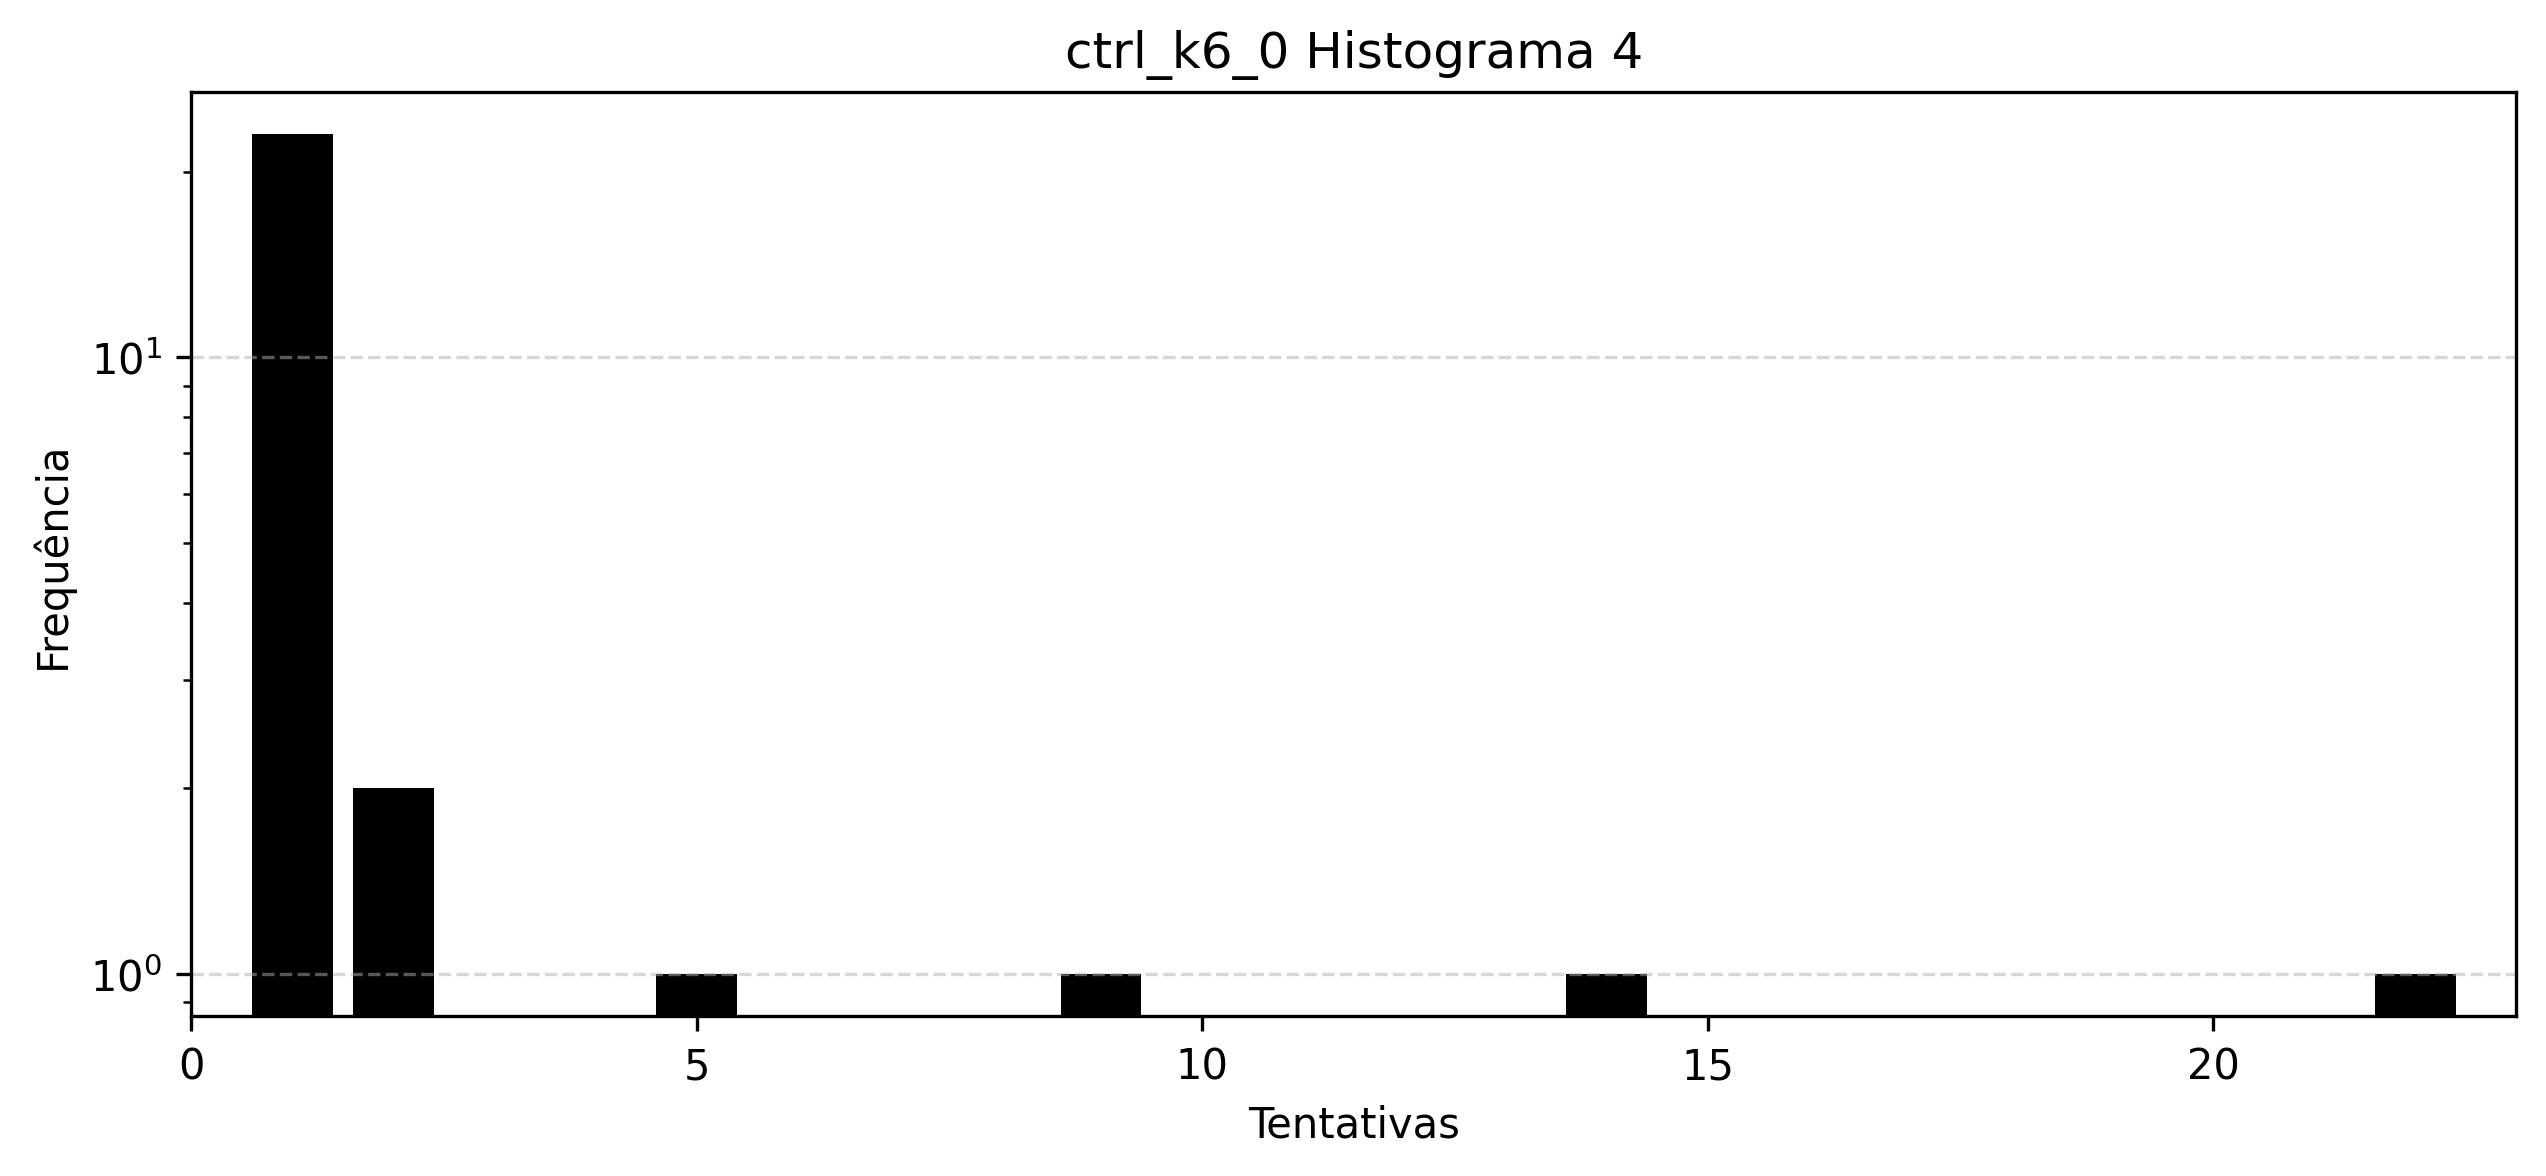 ctrl_k6_0 Histograma 4
Frequência
10¹
10⁰
0 5 10 15 20
Tentativas